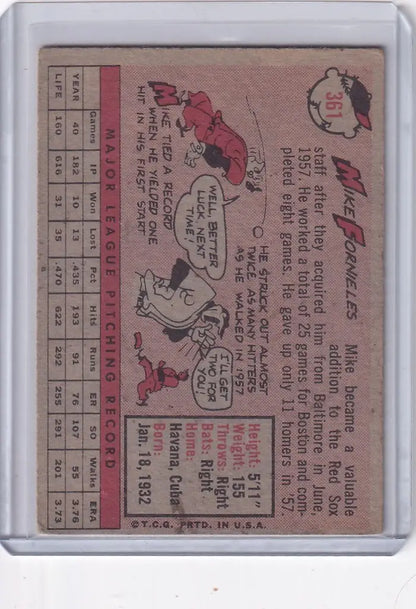 361
MIKE FORNIELES
Mike became a valuable
addition to the Red Sox
staff after they acquired him from Baltimore in June,
1957. He worked a total of 25 games for Boston and com-
pleted eight games. He gave up only 11 homers in '57.
MIKE TIED A RECORD
WHEN HE YIELDED ONE
HIT IN HIS FIRST START
WELL, BETTER
LUCK NEXT
TIME!
HE STRUCK OUT ALMOST
TWICE AS MANY HITTERS
AS HE WALKED IN 1957
I'LL GET
TWO FOR
YOU!
Height: 5'11"
Weight: 155
Throws: Right
Bats: Right
Home:
Havana, Cuba
Born:
Jan. 18, 1932
MAJOR LEAGUE PITCHING RECORD
Games IP Won Lost Pct Hits Runs ER SO Walks ERA
YEAR 40 182 10 13 .435 193 91 76 107 55 3.76
LIFE 160 616 31 35 .470 622 292 255 291 201 3.73
©T.C.G. PRTD. IN U.S.A.